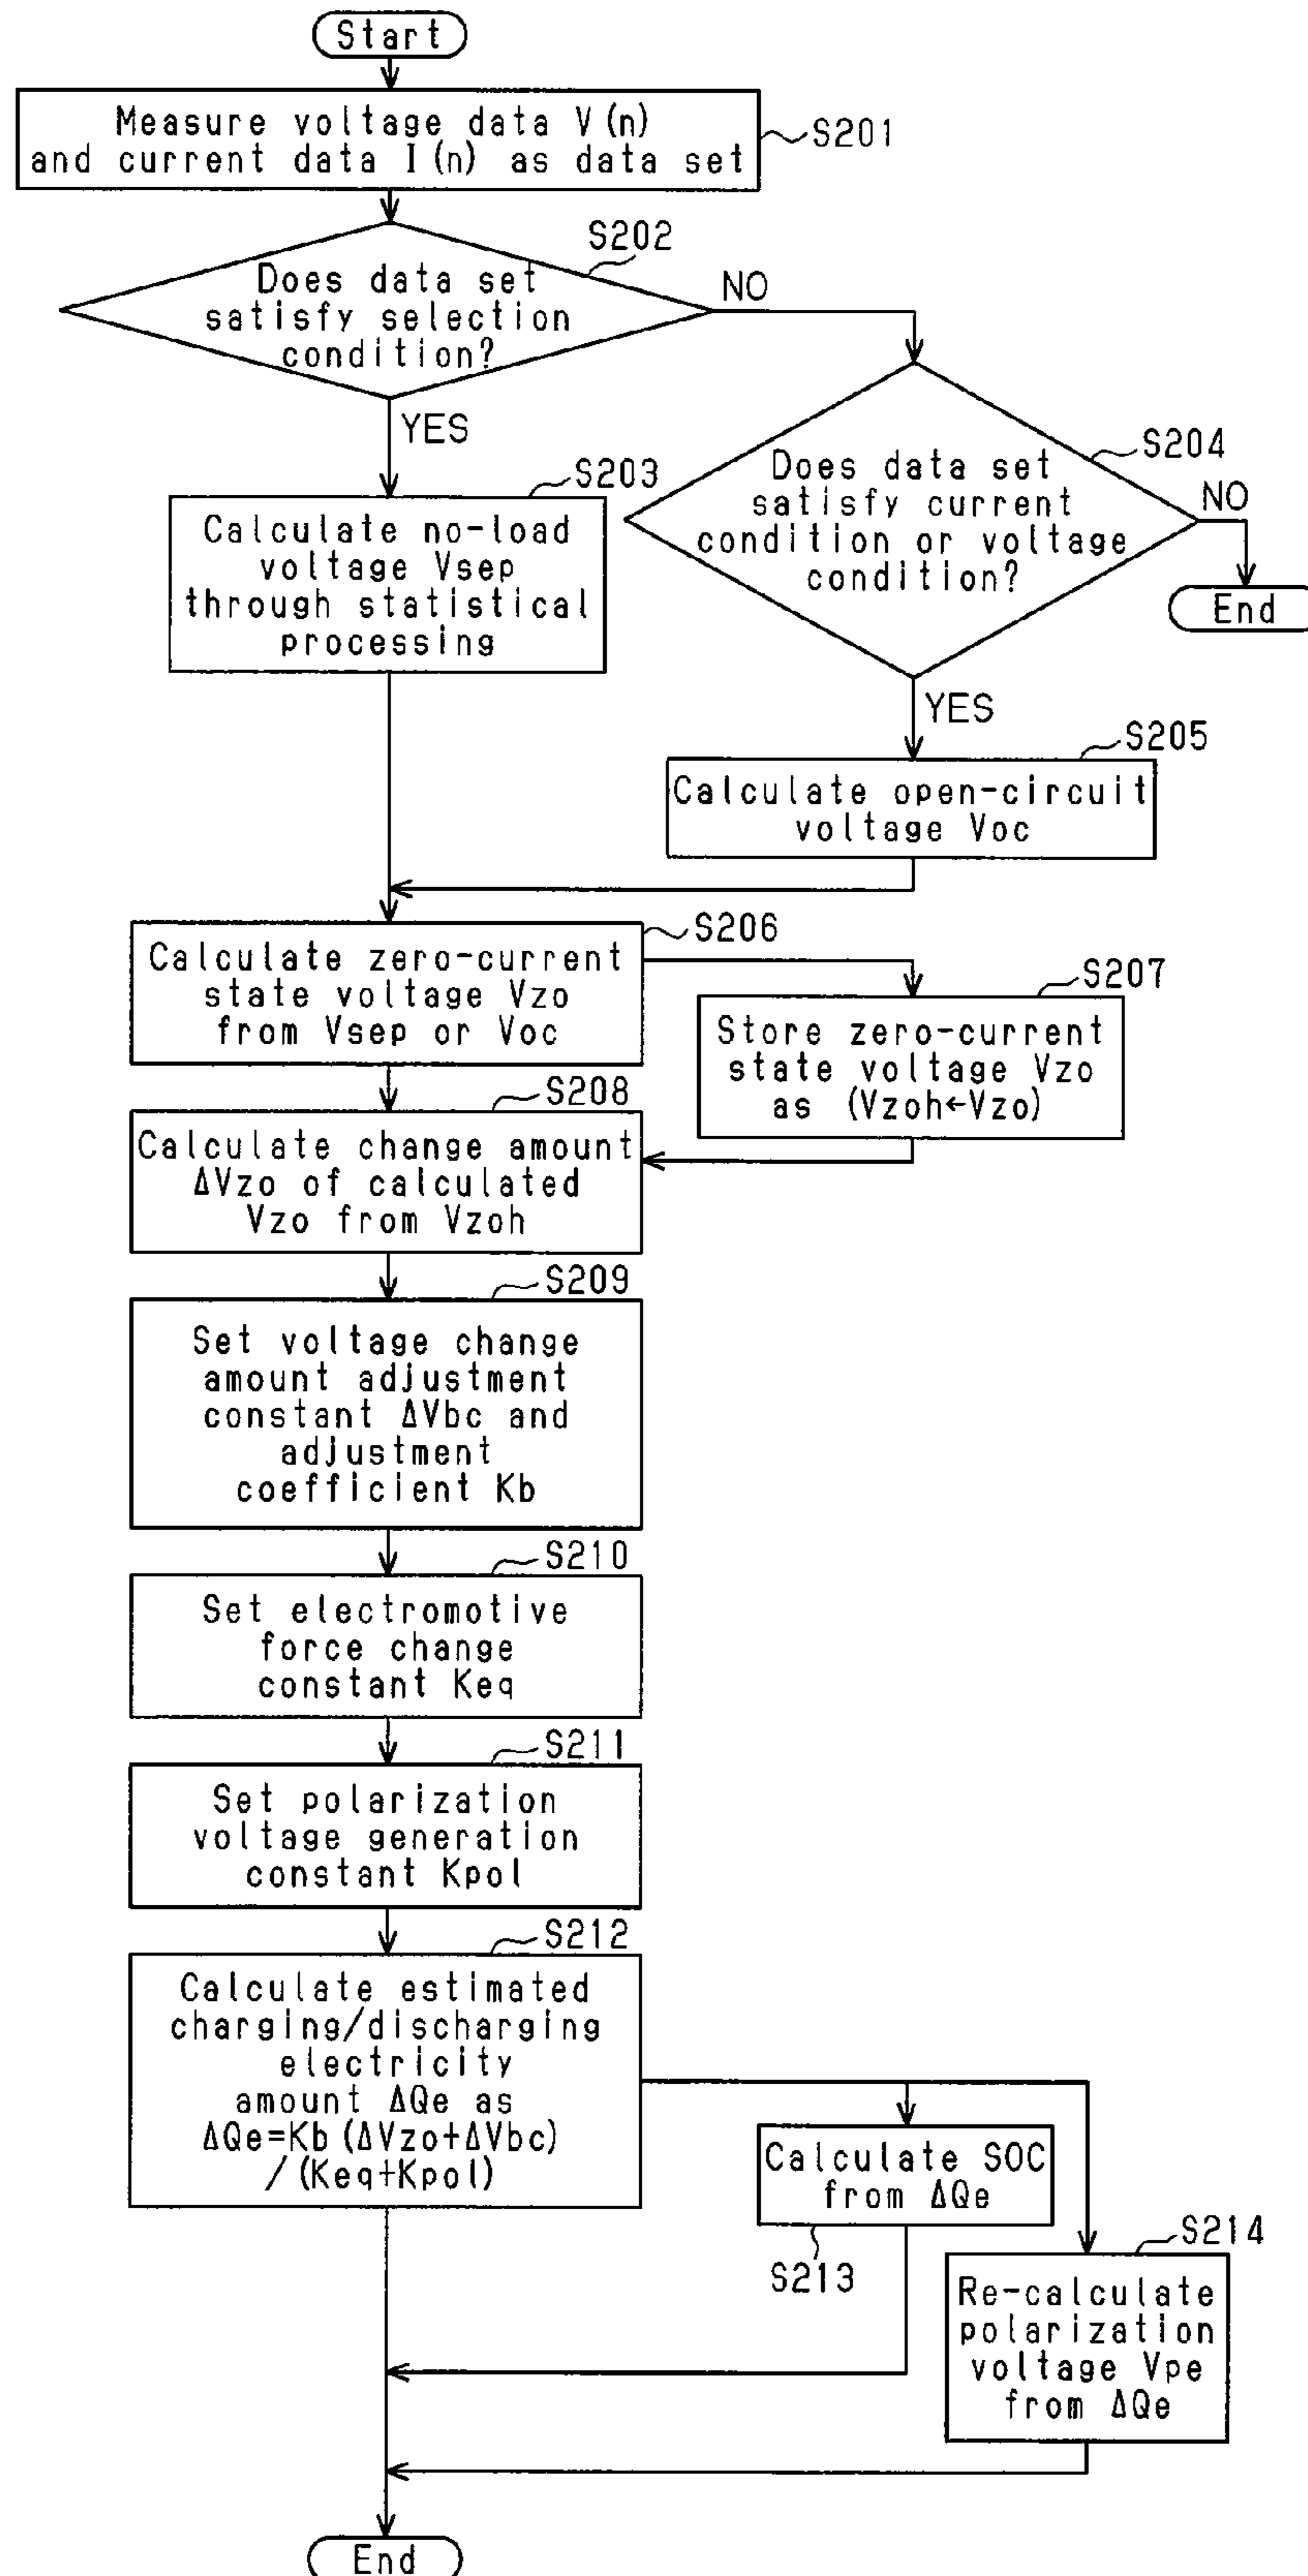 Start
Measure voltage data V(n)
and current data I(n) as data set
S201
S202
Does data set
satisfy selection
condition?
NO
YES
S203
Calculate no-load
voltage Vsep
through statistical
processing
S204
Does data set
satisfy current
condition or voltage
condition?
NO
End
YES
S205
Calculate open-circuit
voltage Voc
S206
Calculate zero-current
state voltage Vzo
from Vsep or Voc
S207
Store zero-current
state voltage Vzo
as (Vzoh←Vzo)
S208
Calculate change amount
ΔVzo of calculated
Vzo from Vzoh
S209
Set voltage change
amount adjustment
constant ΔVbc and
adjustment
coefficient Kb
S210
Set electromotive
force change
constant Keq
S211
Set polarization
voltage generation
constant Kpol
S212
Calculate estimated
charging/discharging
electricity
amount ΔQe as
ΔQe=Kb(ΔVzo+ΔVbc)
/(Keq+Kpol)
Calculate SOC
from ΔQe
S213
S214
Re-calculate
polarization
voltage Vpe
from ΔQe
End